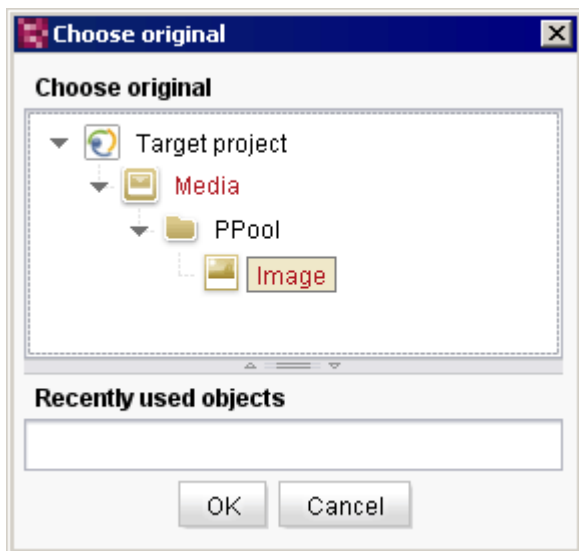 Choose original
Choose original
Target project
Media
PPool
Image
Recently used objects
OK Cancel